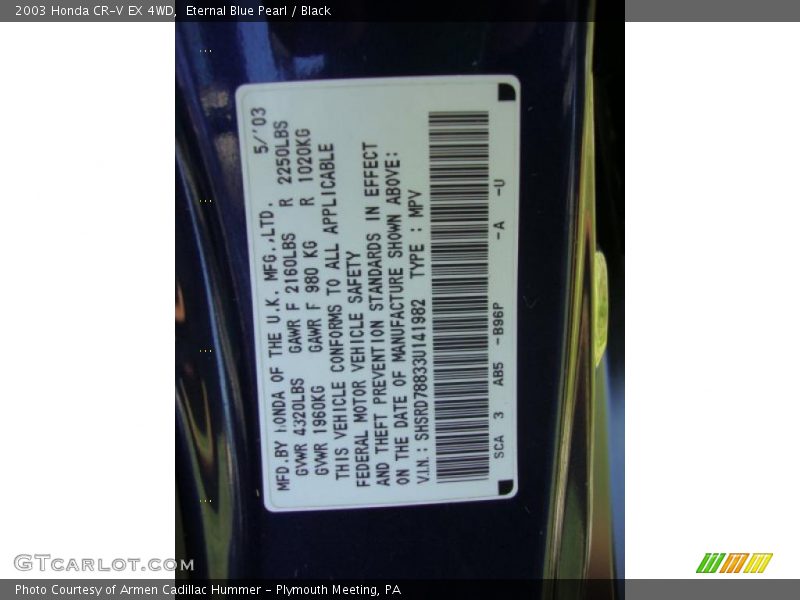 2003 Honda CR-V EX 4WD, Eternal Blue Pearl / Black
MFD.BY HONDA OF THE U.K. MFG.,LTD. 5/'03
GVWR 4320LBS GAWR F 2160LBS R 2250LBS
GVWR 1960KG GAWR F 980 KG R 1020KG
THIS VEHICLE CONFORMS TO ALL APPLICABLE
FEDERAL MOTOR VEHICLE SAFETY
AND THEFT PREVENTION STANDARDS IN EFFECT
ON THE DATE OF MANUFACTURE SHOWN ABOVE:
V.I.N.: SHSRD78833U141982 TYPE : MPV
SCA 3 AB5 -B96P -A -U
GTCARLOT.COM
Photo Courtesy of Armen Cadillac Hummer - Plymouth Meeting, PA